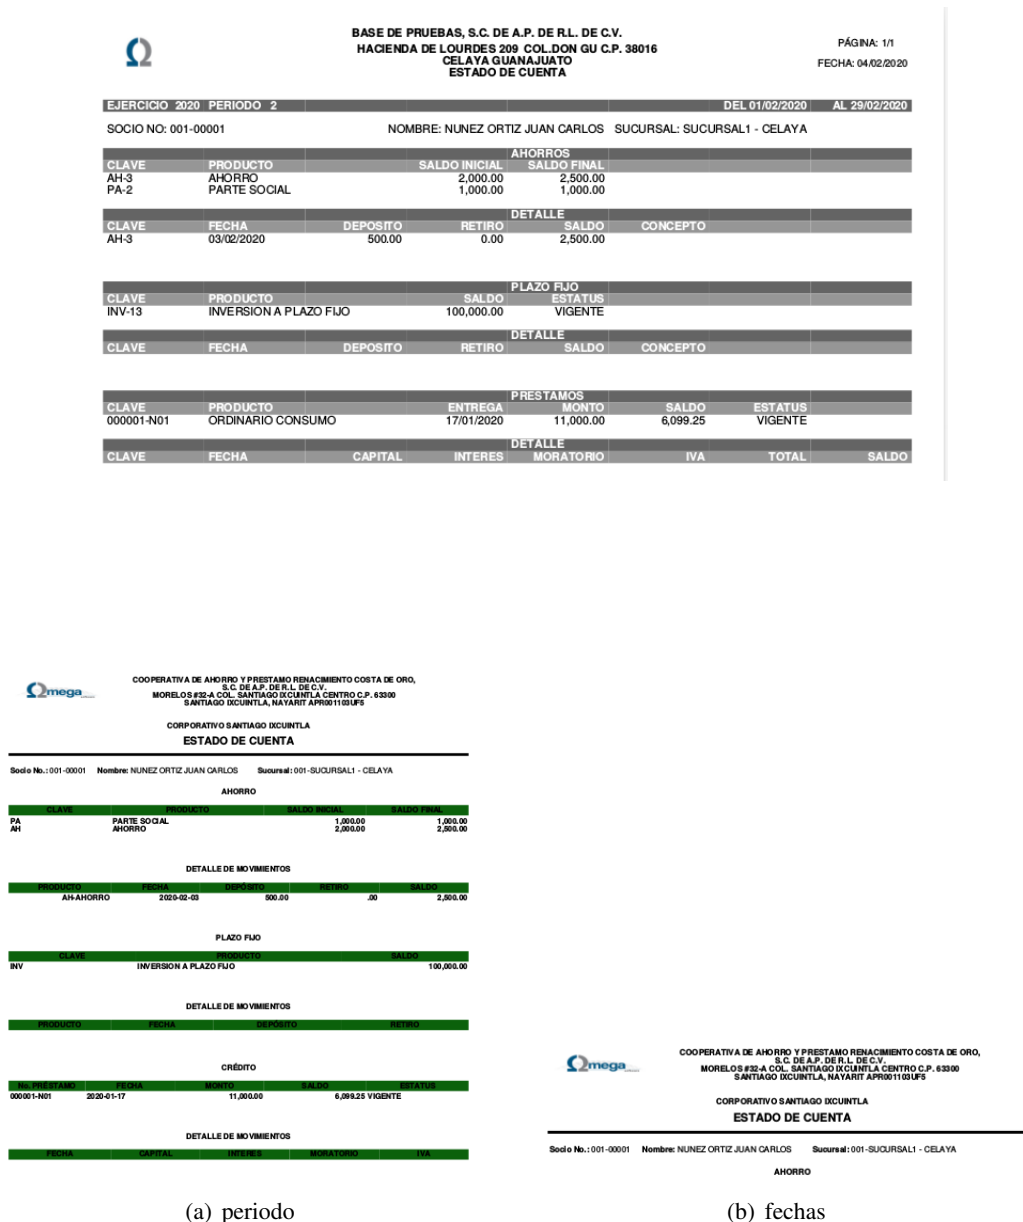 BASE DE PRUEBAS, S.C. DE A.P. DE R.L. DE C.V.
HACIENDA DE LOURDES 209 COL.DON GU C.P. 38016
CELAYA GUANAJUATO
ESTADO DE CUENTA
PÁGINA: 1/1
FECHA: 04/02/2020
EJERCICIO 2020 PERIODO 2 DEL 01/02/2020 AL 29/02/2020
SOCIO NO: 001-00001 NOMBRE: NUNEZ ORTIZ JUAN CARLOS SUCURSAL: SUCURSAL1 - CELAYA
AHORROS
CLAVE PRODUCTO SALDO INICIAL SALDO FINAL
AH-3 AHORRO 2,000.00 2,500.00
PA-2 PARTE SOCIAL 1,000.00 1,000.00
DETALLE
CLAVE FECHA DEPOSITO RETIRO SALDO CONCEPTO
AH-3 03/02/2020 500.00 0.00 2,500.00
PLAZO FIJO
CLAVE PRODUCTO SALDO ESTATUS
INV-13 INVERSION A PLAZO FIJO 100,000.00 VIGENTE
DETALLE
CLAVE FECHA DEPOSITO RETIRO SALDO CONCEPTO
PRESTAMOS
CLAVE PRODUCTO ENTREGA MONTO SALDO ESTATUS
000001-N01 ORDINARIO CONSUMO 17/01/2020 11,000.00 6,099.25 VIGENTE
DETALLE
CLAVE FECHA CAPITAL INTERES MORATORIO IVA TOTAL SALDO
Ωmega
COOPERATIVA DE AHORRO Y PRESTAMO RENACIMIENTO COSTA DE ORO,
S.C. DE A.P. DE R.L. DE C.V.
MORELOS #32-A COL. SANTIAGO IXCUINTLA CENTRO C.P. 63300
SANTIAGO IXCUINTLA, NAYARIT APR001103UF5
CORPORATIVO SANTIAGO IXCUINTLA
ESTADO DE CUENTA
Socio No.: 001-00001 Nombre: NUNEZ ORTIZ JUAN CARLOS Sucursal: 001-SUCURSAL1 - CELAYA
AHORRO
CLAVE PRODUCTO SALDO INICIAL SALDO FINAL
PA PARTE SOCIAL 1,000.00 1,000.00
AH AHORRO 2,000.00 2,500.00
DETALLE DE MOVIMIENTOS
PRODUCTO FECHA DEPÓSITO RETIRO SALDO
AH-AHORRO 2020-02-03 500.00 .00 2,500.00
PLAZO FIJO
CLAVE PRODUCTO SALDO
INV INVERSION A PLAZO FIJO 100,000.00
DETALLE DE MOVIMIENTOS
PRODUCTO FECHA DEPÓSITO RETIRO
CRÉDITO
No. PRÉSTAMO FECHA MONTO SALDO ESTATUS
000001-N01 2020-01-17 11,000.00 6,099.25 VIGENTE
DETALLE DE MOVIMIENTOS
FECHA CAPITAL INTERES MORATORIO IVA
(a) periodo
Ωmega
COOPERATIVA DE AHORRO Y PRESTAMO RENACIMIENTO COSTA DE ORO,
S.C. DE A.P. DE R.L. DE C.V.
MORELOS #32-A COL. SANTIAGO IXCUINTLA CENTRO C.P. 63300
SANTIAGO IXCUINTLA, NAYARIT APR001103UF5
CORPORATIVO SANTIAGO IXCUINTLA
ESTADO DE CUENTA
Socio No.: 001-00001 Nombre: NUNEZ ORTIZ JUAN CARLOS Sucursal: 001-SUCURSAL1 - CELAYA
AHORRO
(b) fechas